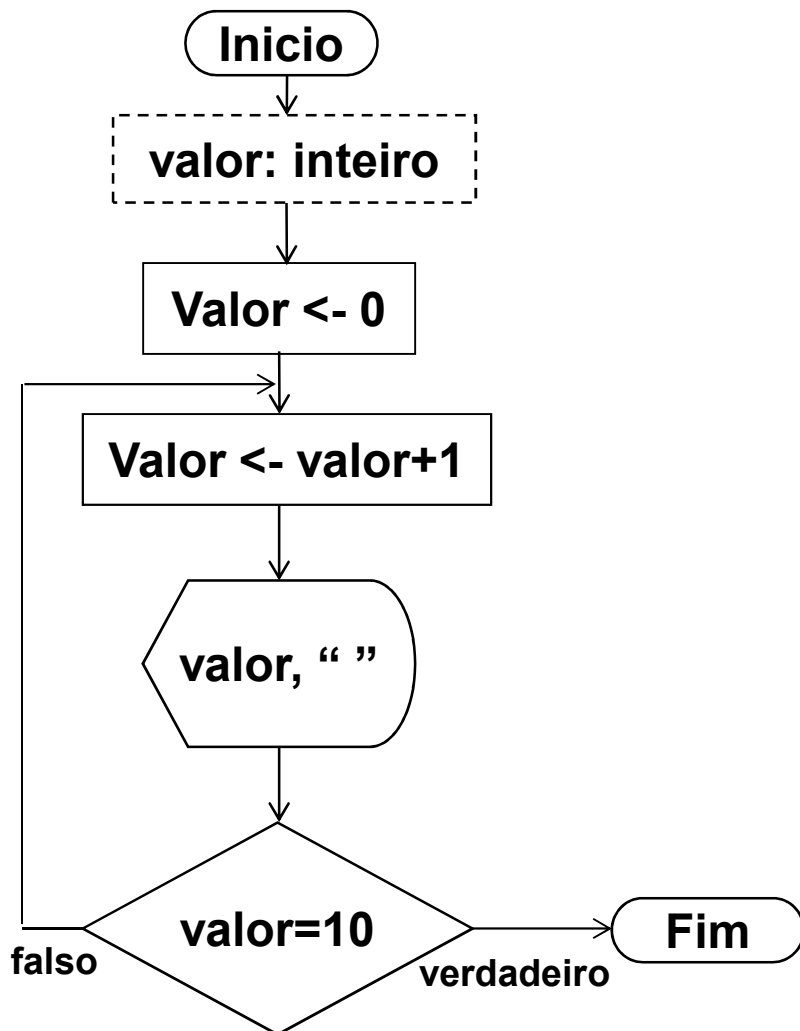 Inicio
valor: inteiro
Valor <- 0
Valor <- valor+1
valor, “ ”
valor=10
falso
verdadeiro
Fim